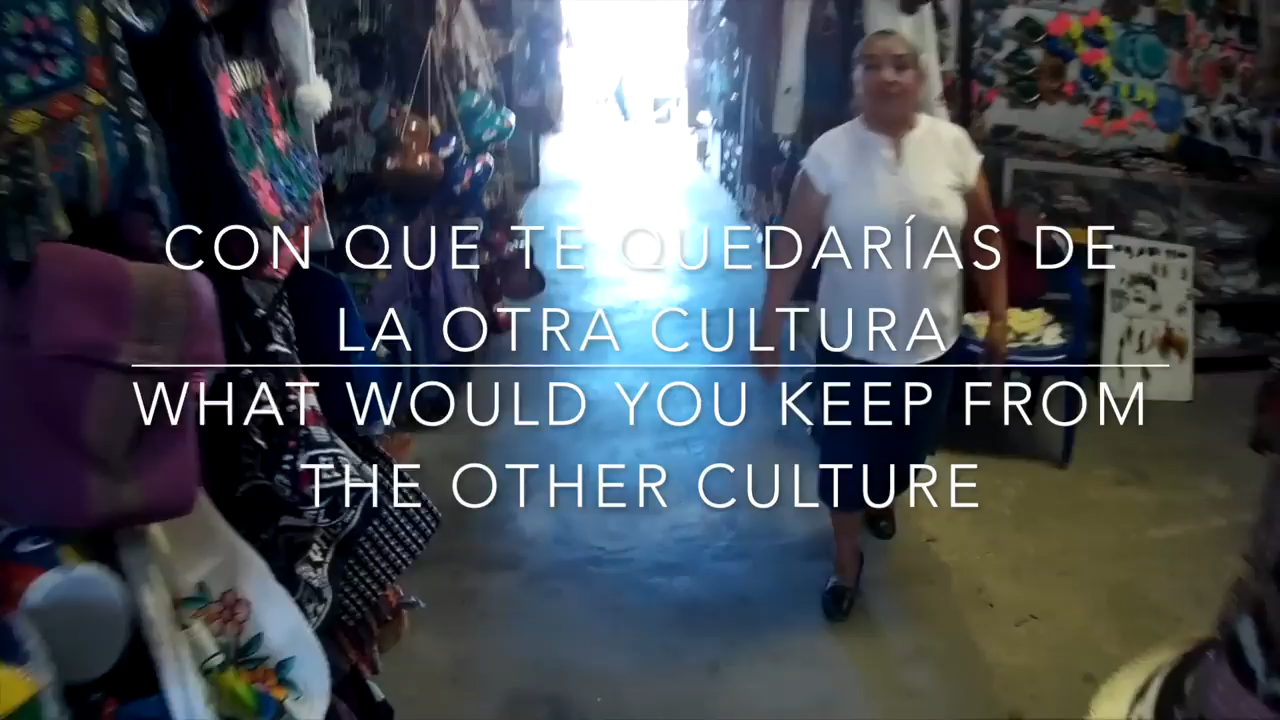 CON QUE TE QUEDARÍAS DE
LA OTRA CULTURA
WHAT WOULD YOU KEEP FROM
THE OTHER CULTURE